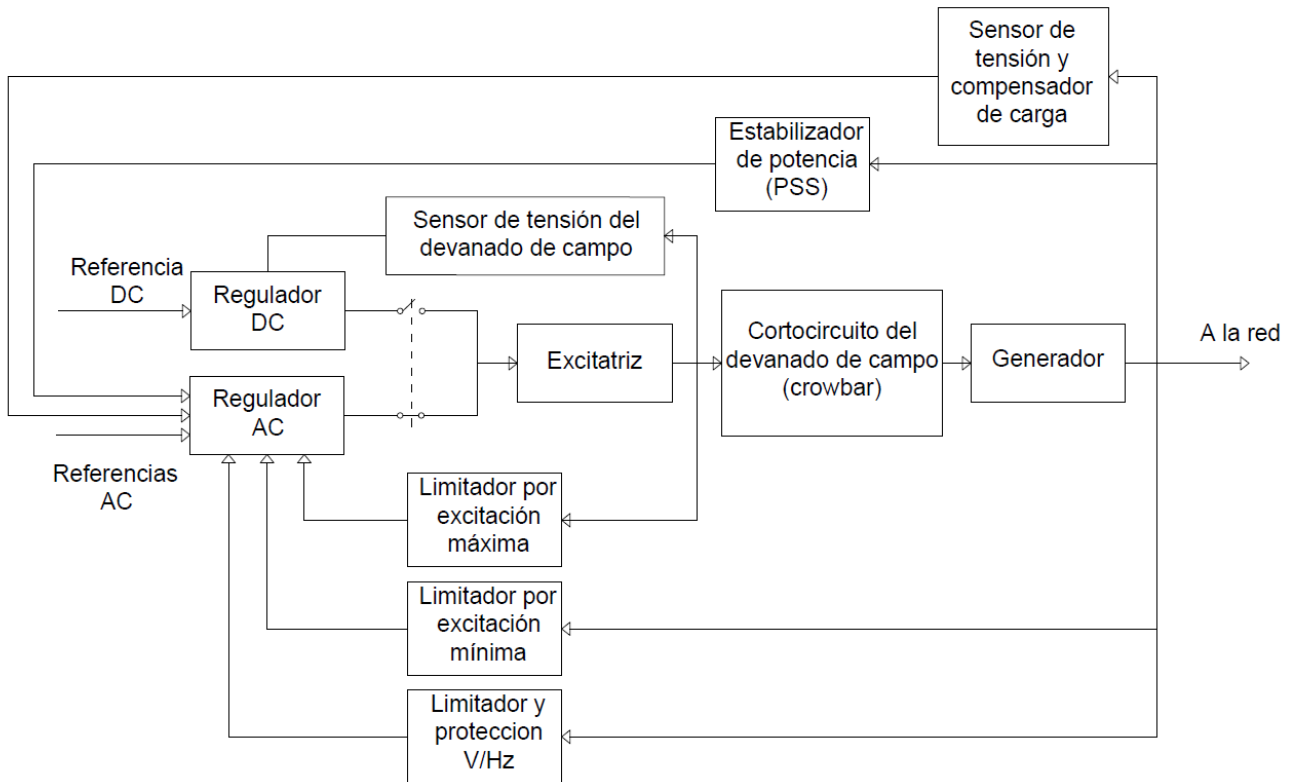 Sensor de
tensión y
compensador
de carga
Estabilizador
de potencia
(PSS)
Sensor de tensión del
devanado de campo
Referencia
DC
Regulador
DC
Excitatriz
Cortocircuito del
devanado de campo
(crowbar)
Generador
A la red
Regulador
AC
Referencias
AC
Limitador por
excitación
máxima
Limitador por
excitación
mínima
Limitador y
proteccion
V/Hz